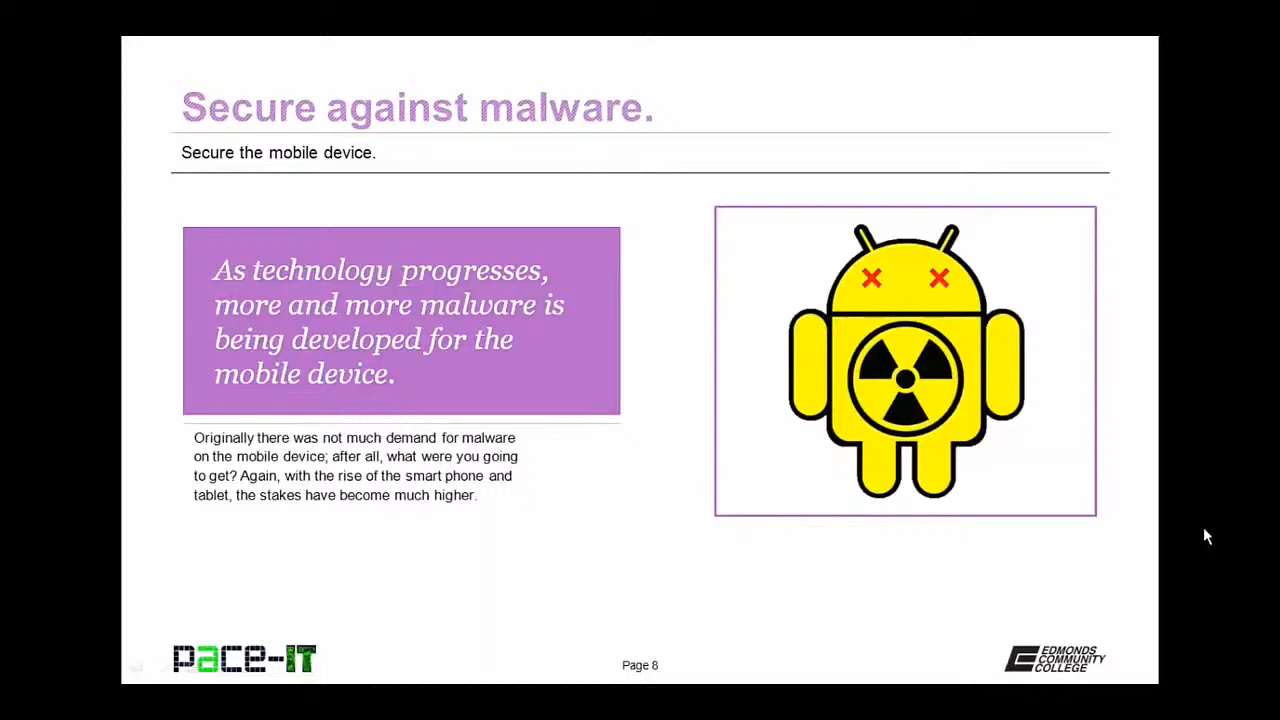 Secure against malware.
Secure the mobile device.
As technology progresses,
more and more malware is
being developed for the
mobile device.
Originally there was not much demand for malware
on the mobile device; after all, what were you going
to get? Again, with the rise of the smart phone and
tablet, the stakes have become much higher.
pace-IT
Page 8
EDMONDS
COMMUNITY
COLLEGE